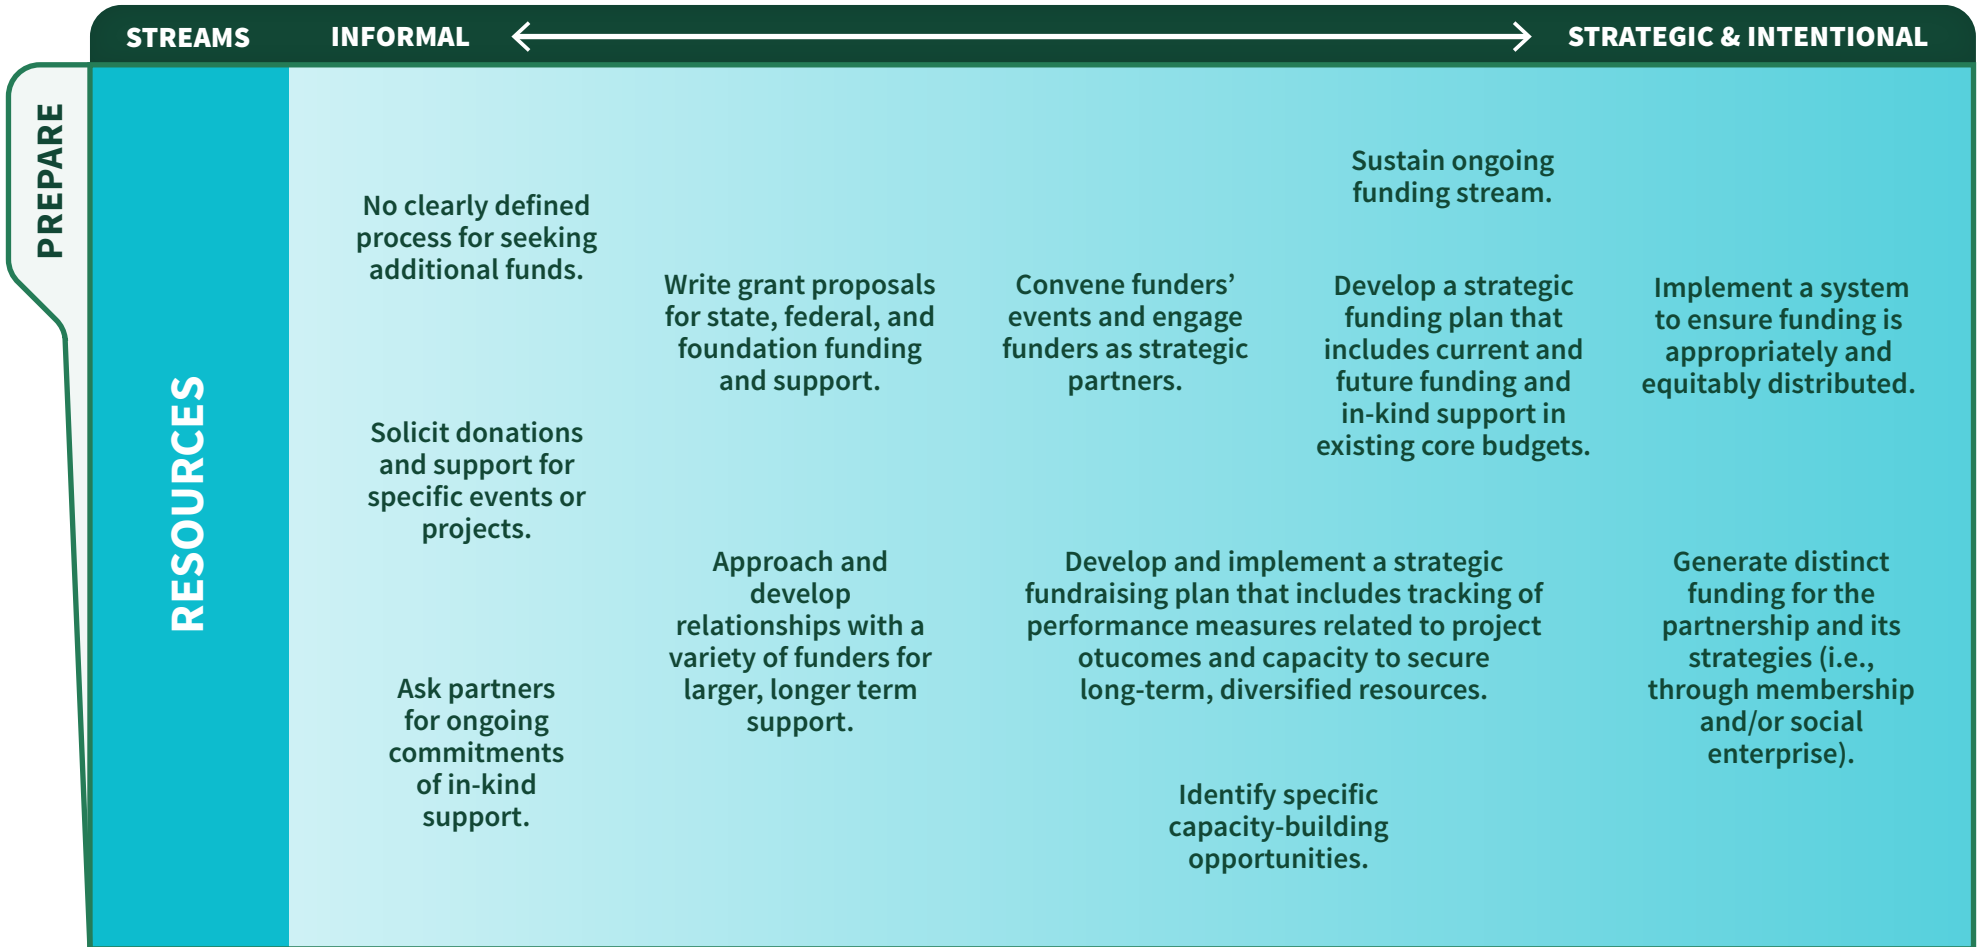 STREAMS
INFORMAL
STRATEGIC & INTENTIONAL
PREPARE
RESOURCES
No clearly defined
process for seeking
additional funds.
Solicit donations
and support for
specific events or
projects.
Ask partners
for ongoing
commitments
of in-kind
support.
Write grant proposals
for state, federal, and
foundation funding
and support.
Approach and
develop
relationships with a
variety of funders for
larger, longer term
support.
Convene funders’
events and engage
funders as strategic
partners.
Sustain ongoing
funding stream.
Develop a strategic
funding plan that
includes current and
future funding and
in-kind support in
existing core budgets.
Develop and implement a strategic
fundraising plan that includes tracking of
performance measures related to project
otucomes and capacity to secure
long-term, diversified resources.
Identify specific
capacity-building
opportunities.
Implement a system
to ensure funding is
appropriately and
equitably distributed.
Generate distinct
funding for the
partnership and its
strategies (i.e.,
through membership
and/or social
enterprise).